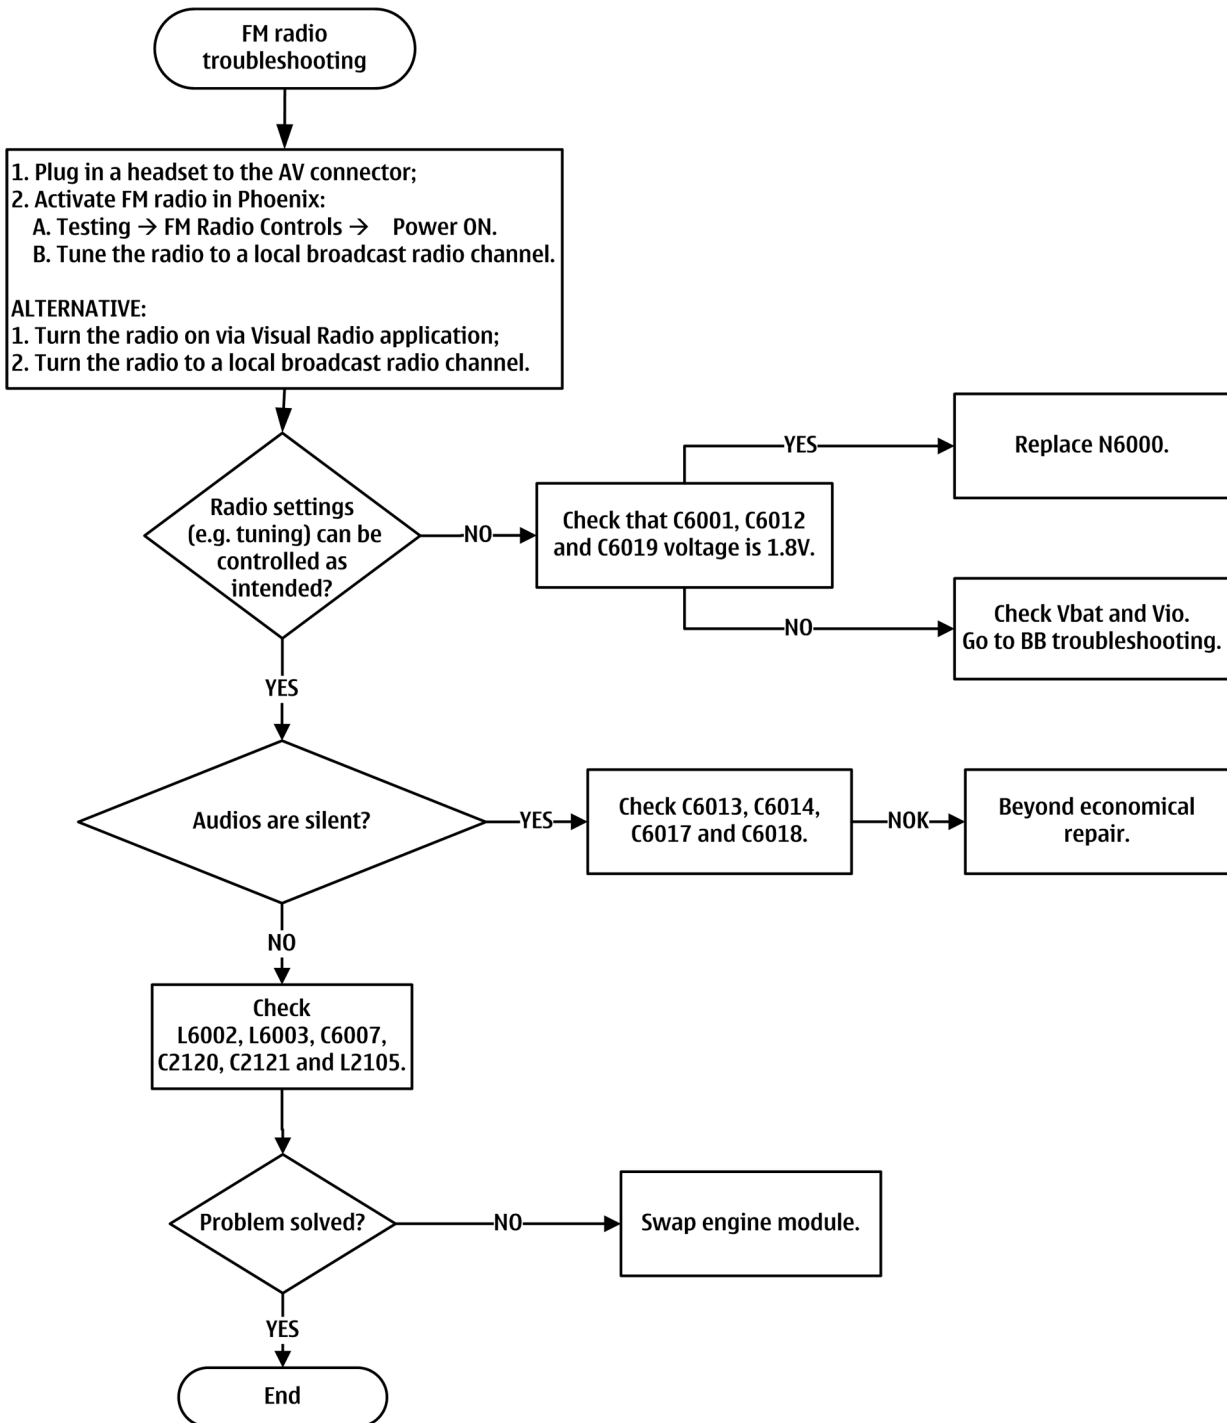 FM radio
troubleshooting
1. Plug in a headset to the AV connector;
2. Activate FM radio in Phoenix:
A. Testing → FM Radio Controls → Power ON.
B. Tune the radio to a local broadcast radio channel.
ALTERNATIVE:
1. Turn the radio on via Visual Radio application;
2. Turn the radio to a local broadcast radio channel.
Radio settings
(e.g. tuning) can be
controlled as
intended?
NO
Check that C6001, C6012
and C6019 voltage is 1.8V.
YES
Replace N6000.
NO
Check Vbat and Vio.
Go to BB troubleshooting.
YES
Audios are silent?
YES
Check C6013, C6014,
C6017 and C6018.
NOK
Beyond economical
repair.
NO
Check
L6002, L6003, C6007,
C2120, C2121 and L2105.
Problem solved?
NO
Swap engine module.
YES
End